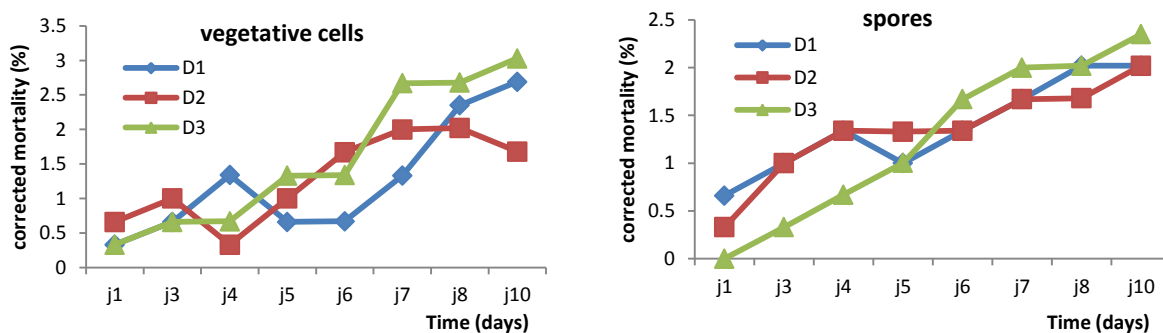 vegetative cells
corrected mortality (%)
3.5
3
2.5
2
1.5
1
0.5
0
D1
D2
D3
j1 j3 j4 j5 j6 j7 j8 j10
Time (days)
spores
corrected mortality (%)
2.5
2
1.5
1
0.5
0
D1
D2
D3
j1 j3 j4 j5 j6 j7 j8 j10
Time (days)